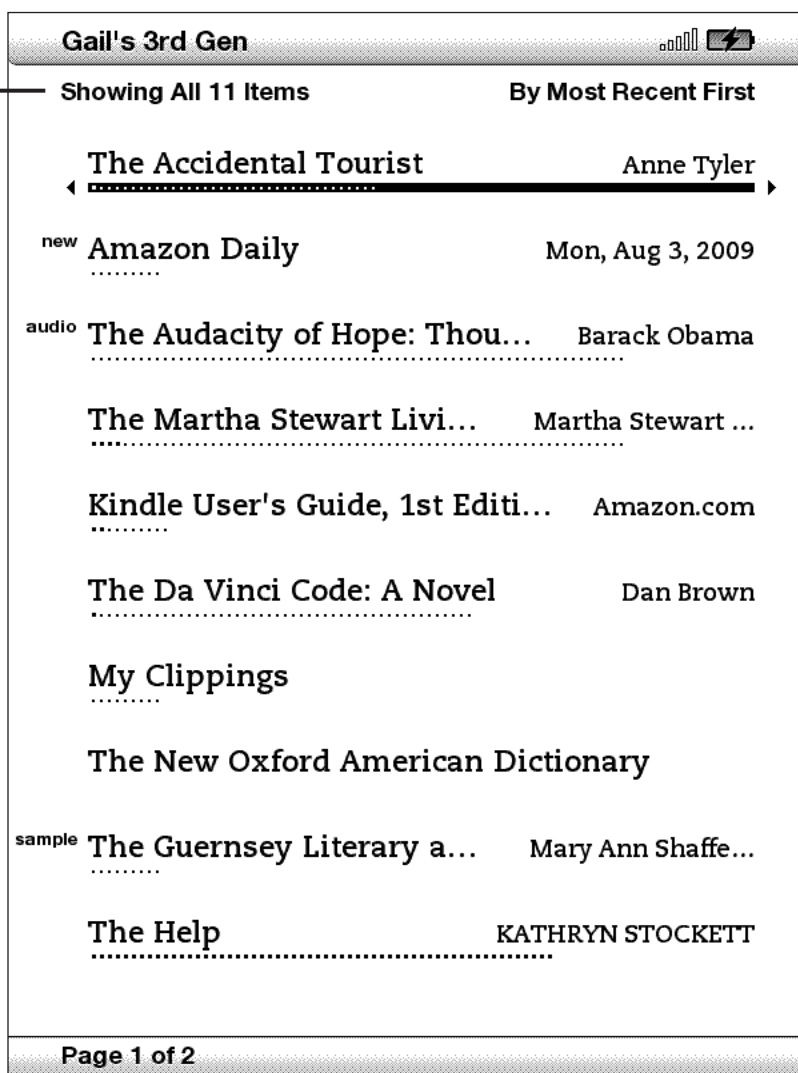 Gail's 3rd Gen
Showing All 11 Items By Most Recent First
The Accidental Tourist Anne Tyler
new Amazon Daily Mon, Aug 3, 2009
audio The Audacity of Hope: Thou... Barack Obama
The Martha Stewart Livi... Martha Stewart ...
Kindle User's Guide, 1st Editi... Amazon.com
The Da Vinci Code: A Novel Dan Brown
My Clippings
The New Oxford American Dictionary
sample The Guernsey Literary a... Mary Ann Shaffe...
The Help KATHRYN STOCKETT
Page 1 of 2